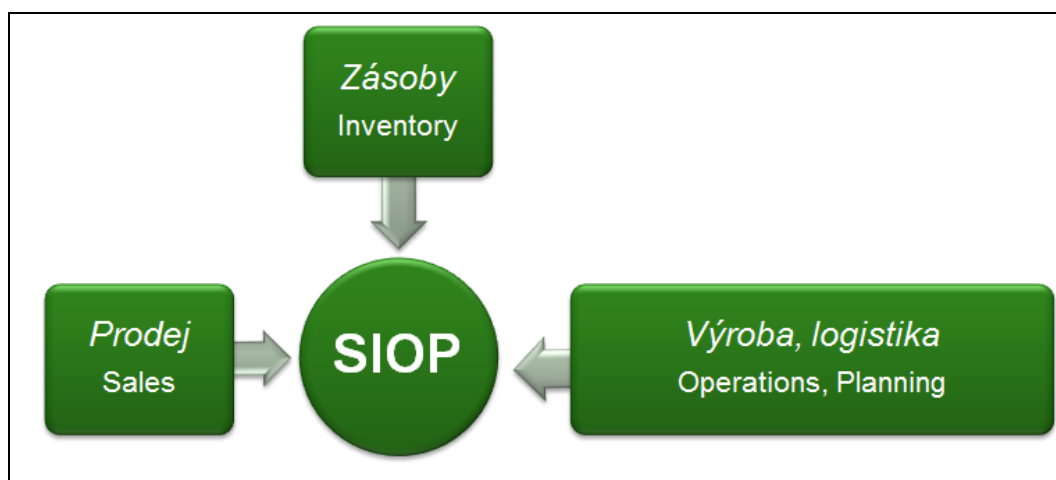 Zásoby
Inventory
Prodej
Sales
SIOP
Výroba, logistika
Operations, Planning